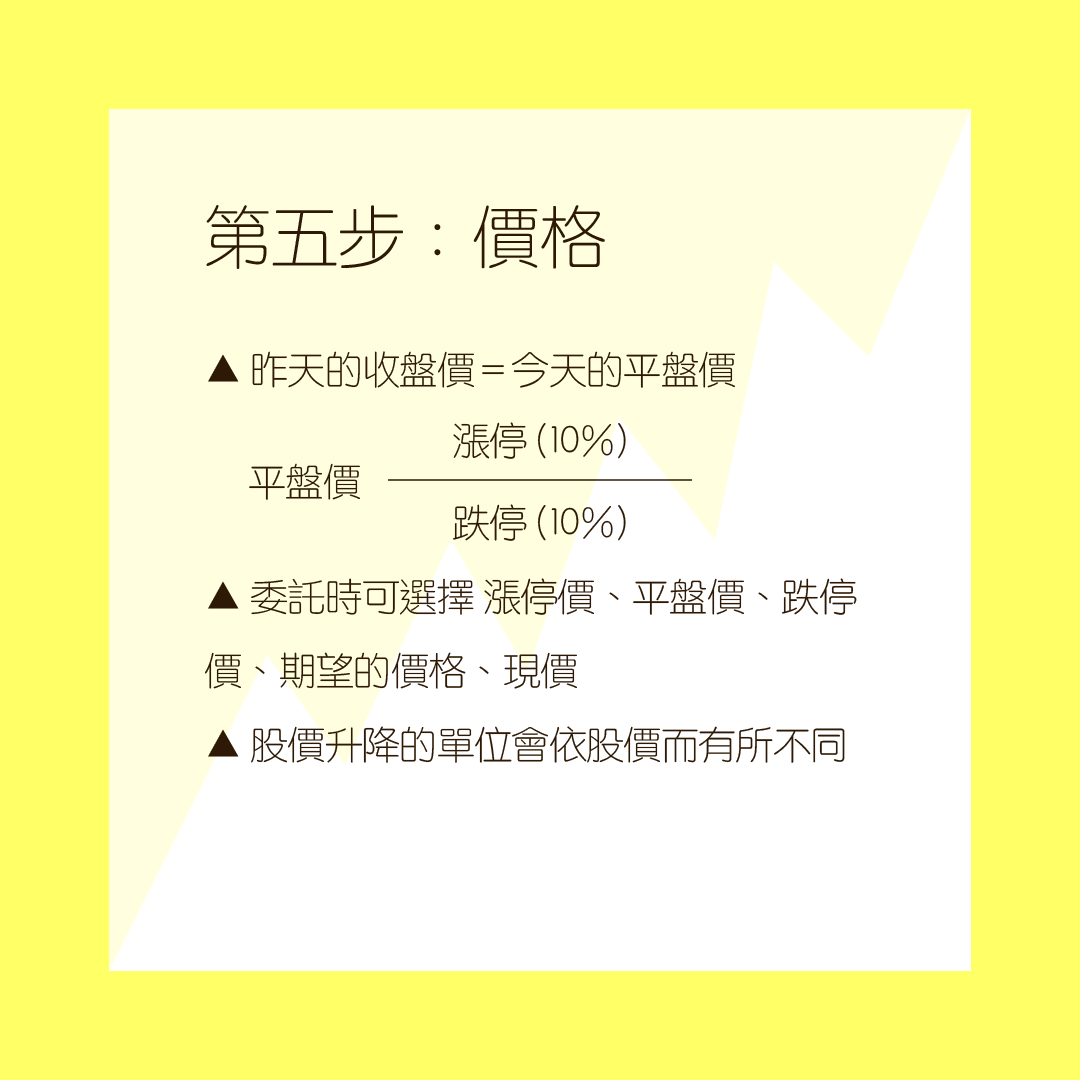 第五步：價格
▲ 昨天的收盤價＝今天的平盤價
漲停 (10%)
平盤價
跌停 (10%)
▲ 委託時可選擇 漲停價、平盤價、跌停
價、期望的價格、現價
▲ 股價升降的單位會依股價而有所不同